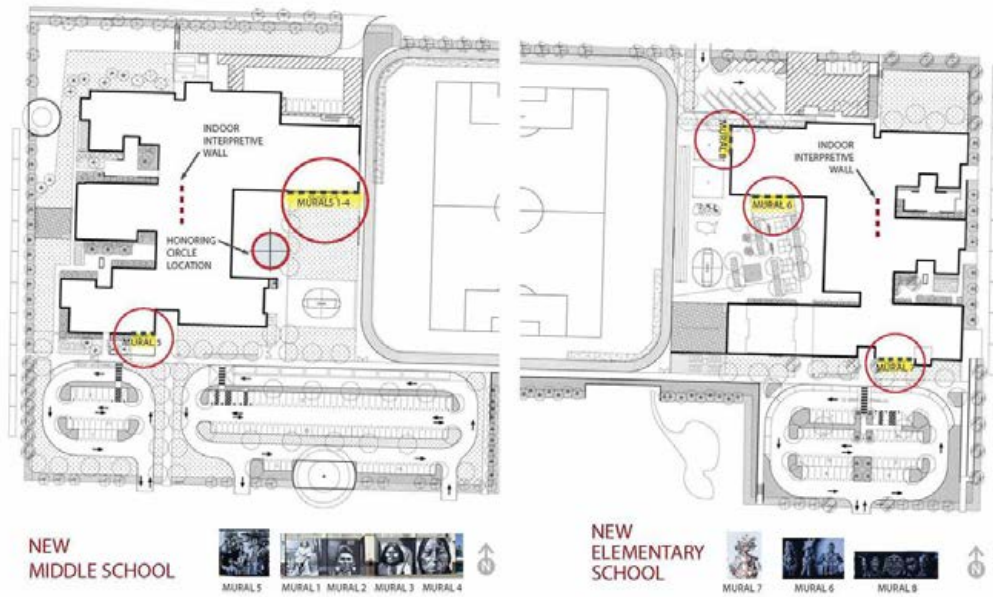 INDOOR
INTERPRETIVE
WALL
MURALS 1-4
HONORING
CIRCLE
LOCATION
MURAL 5
MURAL 8
INDOOR
INTERPRETIVE
WALL
MURAL 6
MURAL 7
NEW
MIDDLE SCHOOL
MURAL 5
MURAL 1
MURAL 2
MURAL 3
MURAL 4
N
NEW
ELEMENTARY
SCHOOL
MURAL 7
MURAL 6
MURAL 8
N